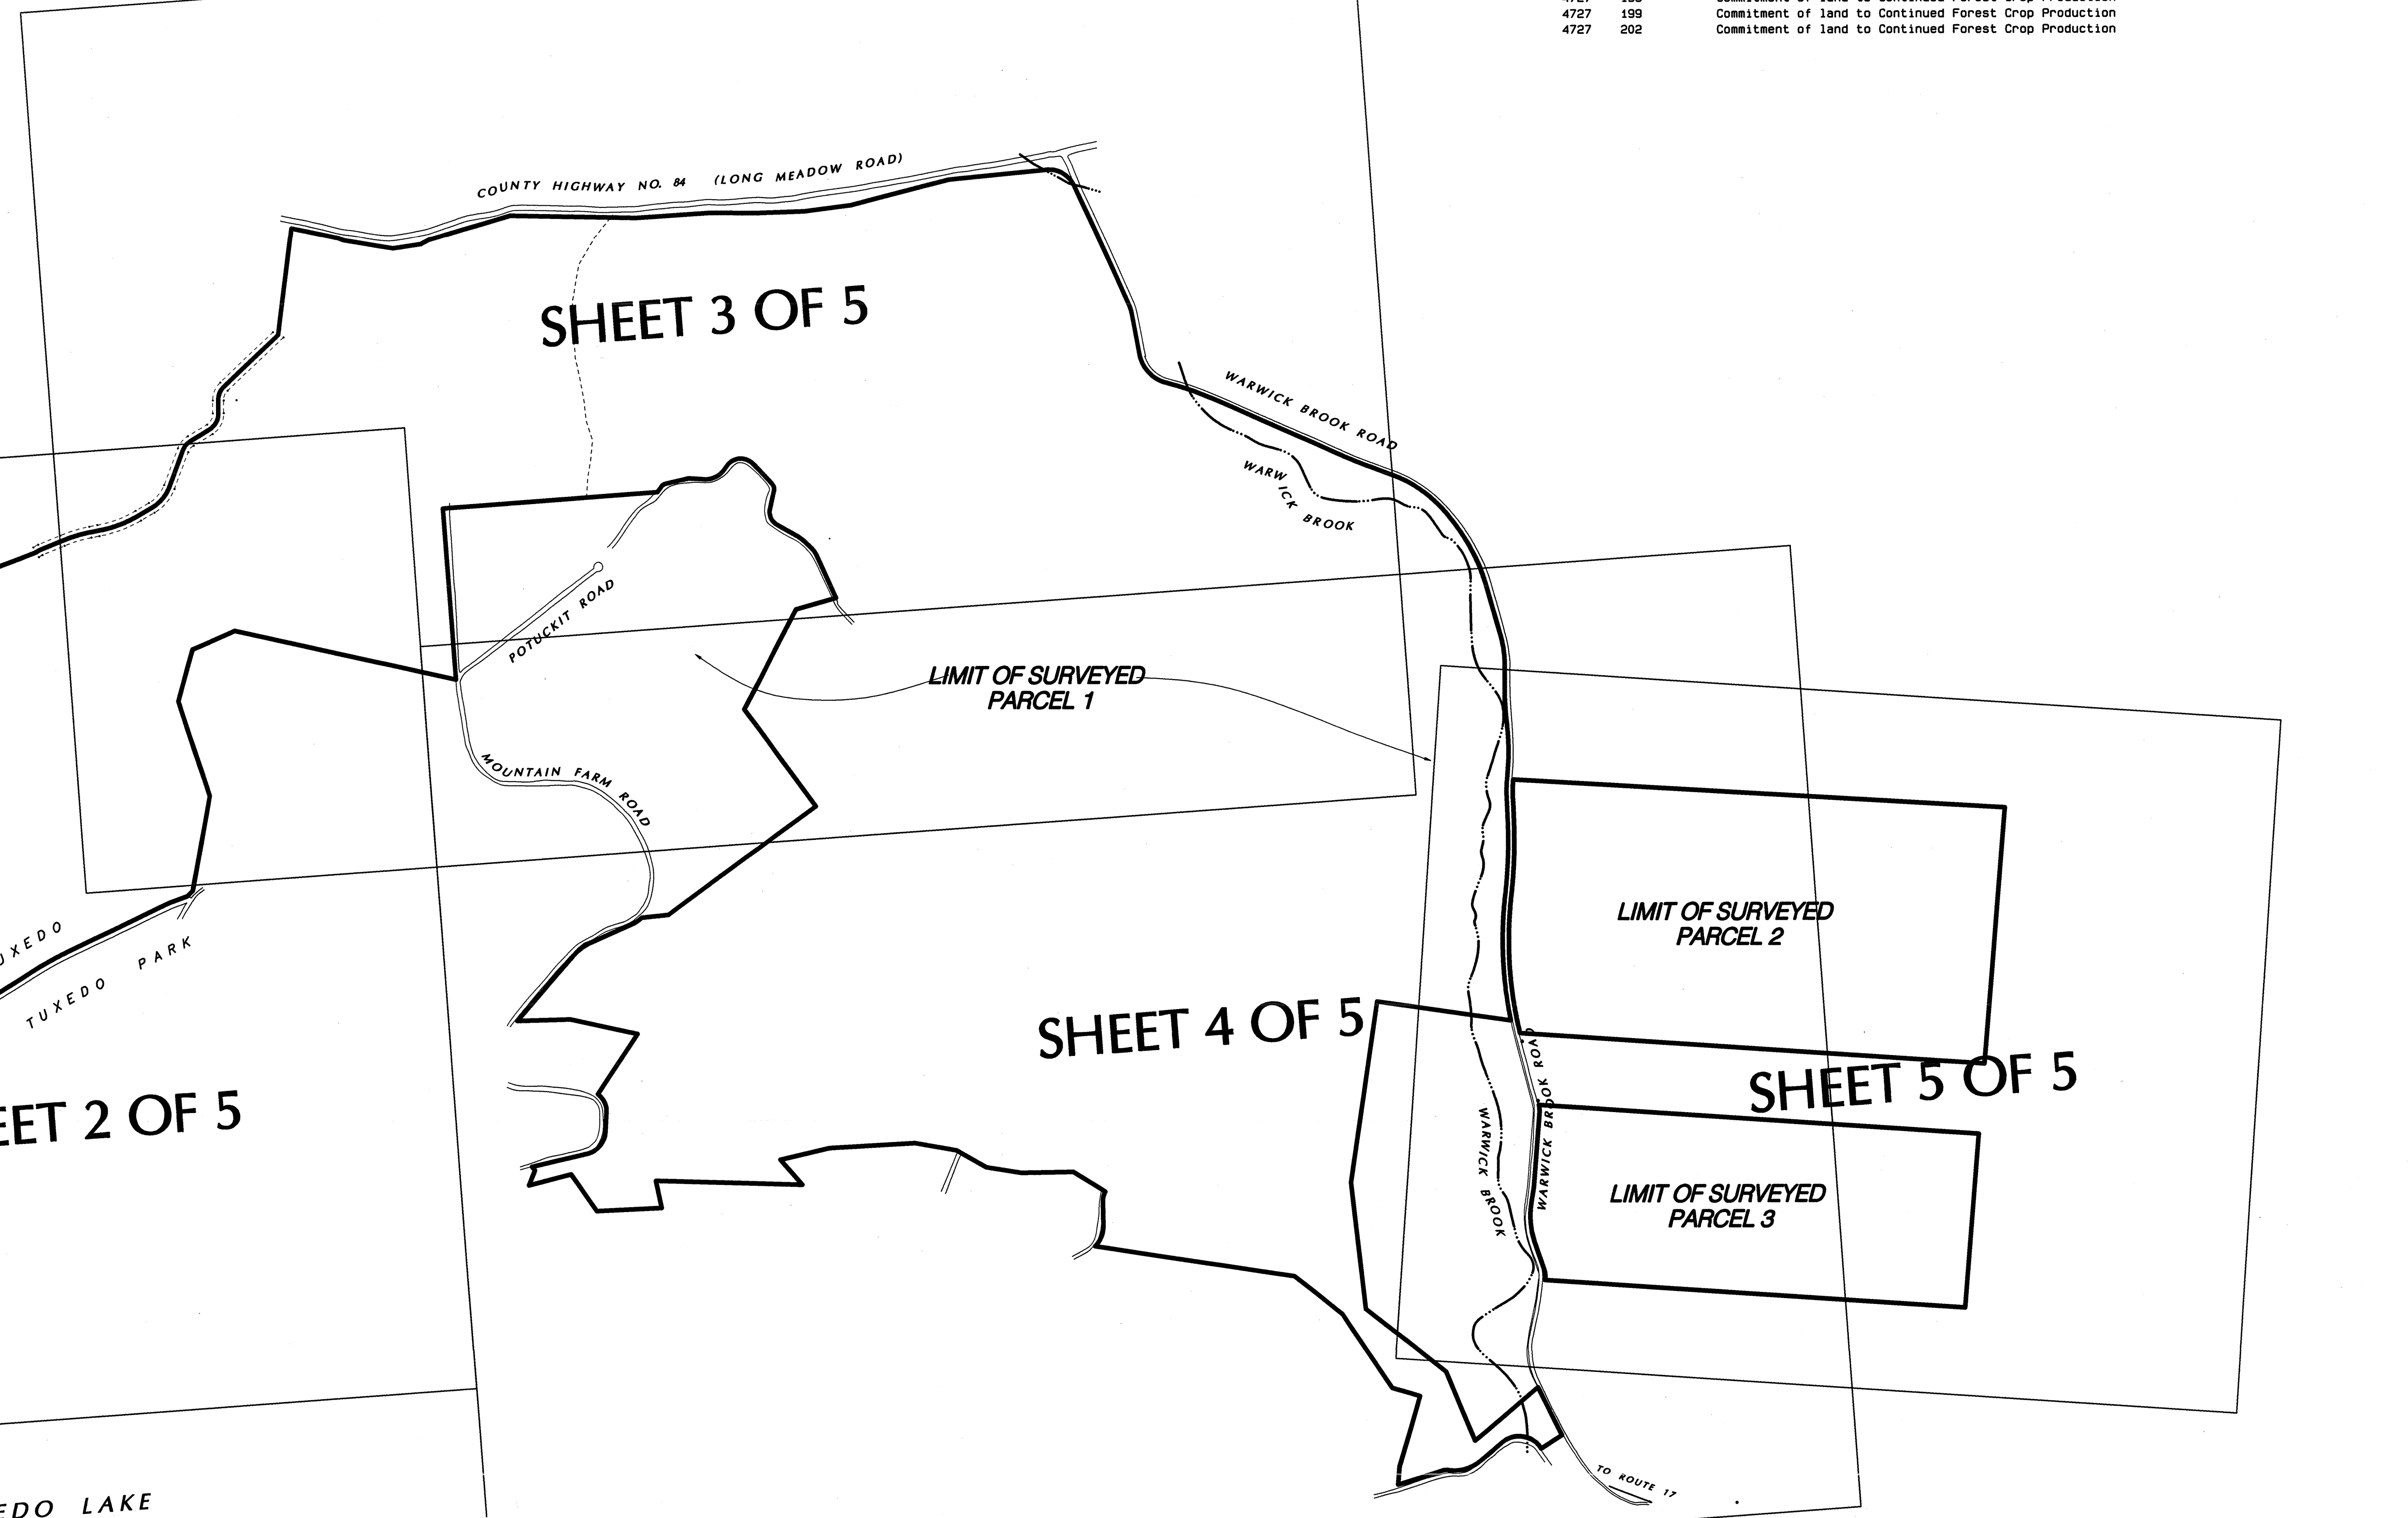 4727 199 Commitment of land to Continued Forest Crop Production
4727 202 Commitment of land to Continued Forest Crop Production
COUNTY HIGHWAY NO. 84 (LONG MEADOW ROAD)
SHEET 3 OF 5
WARWICK BROOK ROAD
WARWICK BROOK
POTUCKIT ROAD
LIMIT OF SURVEYED
PARCEL 1
MOUNTAIN FARM ROAD
LIMIT OF SURVEYED
PARCEL 2
UXEDO
TUXEDO PARK
SHEET 4 OF 5
WARWICK BROOK ROAD
SHEET 5 OF 5
EET 2 OF 5
WARWICK BROOK
LIMIT OF SURVEYED
PARCEL 3
TO ROUTE 17
EDO LAKE